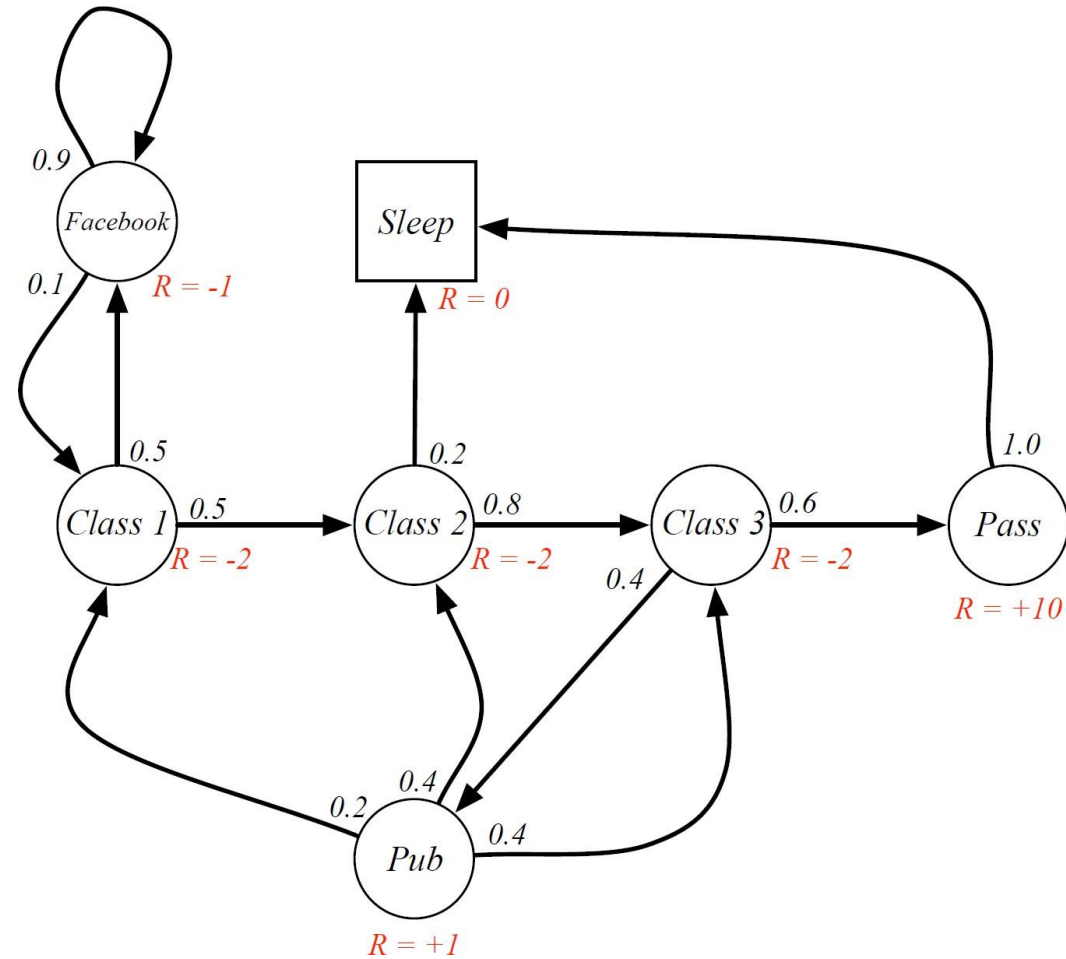 0.9
Facebook
0.1
R = -1
Sleep
R = 0
0.5
0.2
1.0
Class 1
0.5
R = -2
Class 2
0.8
R = -2
Class 3
0.6
R = -2
Pass
R = +10
0.4
0.4
0.2
0.4
Pub
R = +1